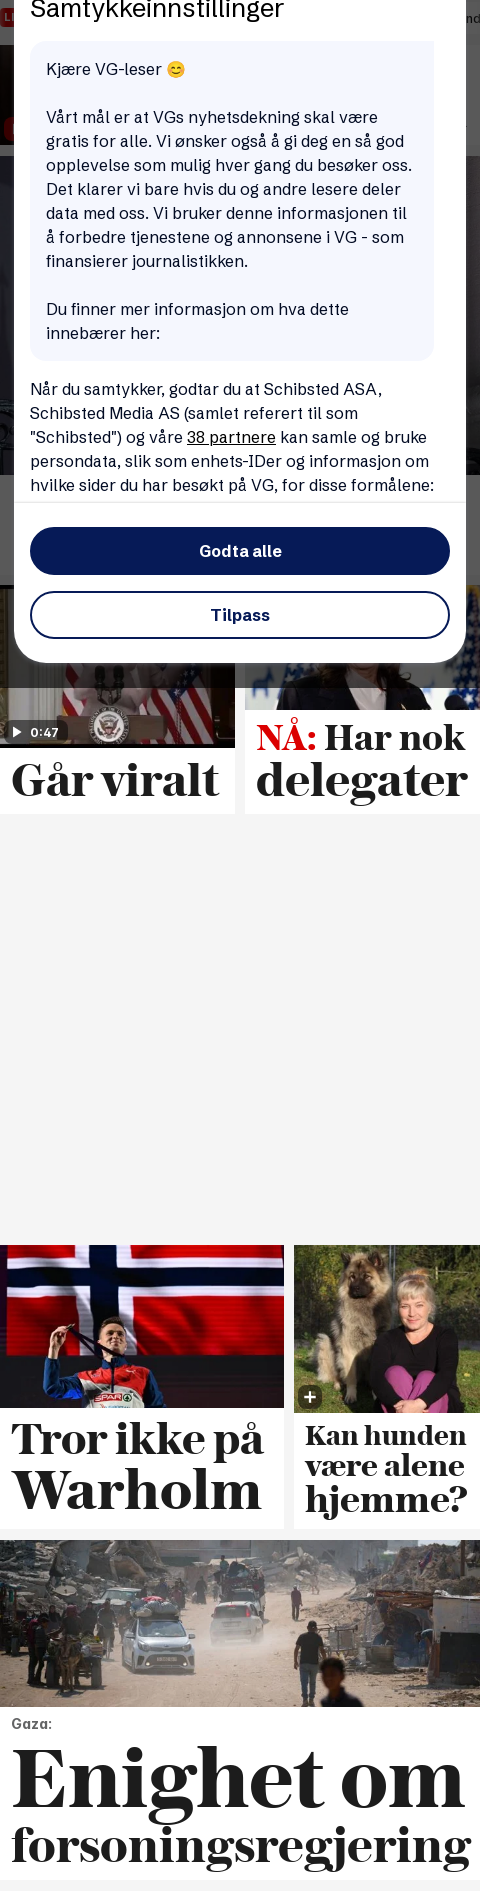 Samtykkeinnstillinger
Kjære VG-leser 😊
Vårt mål er at VGs nyhetsdekning skal være
gratis for alle. Vi ønsker også å gi deg en så god
opplevelse som mulig hver gang du besøker oss.
Det klarer vi bare hvis du og andre lesere deler
data med oss. Vi bruker denne informasjonen til
å forbedre tjenestene og annonsene i VG - som
finansierer journalistikken.
Du finner mer informasjon om hva dette
innebærer her:
Når du samtykker, godtar du at Schibsted ASA,
Schibsted Media AS (samlet referert til som
"Schibsted") og våre 38 partnere kan samle og bruke
persondata, slik som enhets-IDer og informasjon om
hvilke sider du har besøkt på VG, for disse formålene:
Godta alle
Tilpass
0:47
Går viralt
NÅ: Har nok
delegater
SPAR
Tror ikke på
Warholm
Kan hunden
være alene
hjemme?
Gaza:
Enighet om
forsoningsregjering